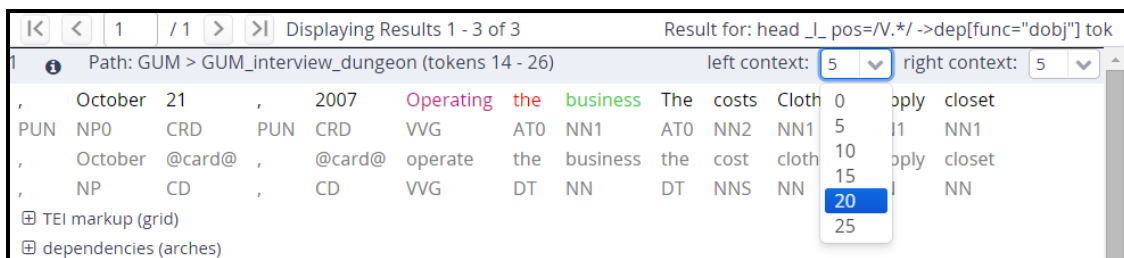 1 / 1 Displaying Results 1 - 3 of 3 Result for: head _l_ pos=/V.*/ ->dep[func="dobj"] tok
1 Path: GUM > GUM_interview_dungeon (tokens 14 - 26) left context: 5 right context: 5
, October 21 , 2007 Operating the business The costs Cloth pply closet
PUN NP0 CRD PUN CRD VVG AT0 NN1 AT0 NN2 NN1 NN1
, October @card@ , @card@ operate the business the cost cloth pply closet
, NP CD , CD VVG DT NN DT NNS NN NN
0
5
10
15
20
25
TEI markup (grid)
dependencies (arches)